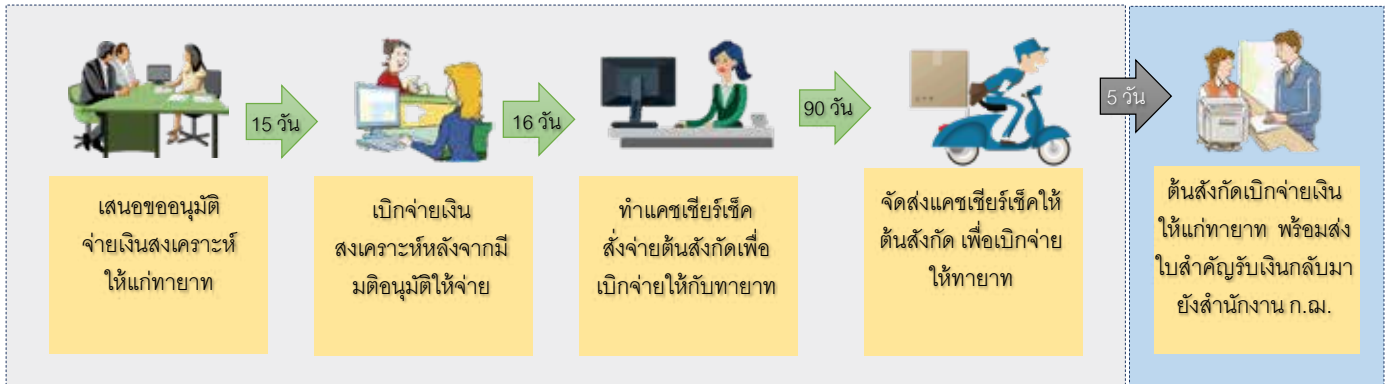 15 วัน
16 วัน
90 วัน
5 วัน
เสนอขออนุมัติ
จ่ายเงินสงเคราะห์
ให้แก่ทายาท
เบิกจ่ายเงิน
สงเคราะห์หลังจากมี
มติอนุมัติให้จ่าย
ทำแคชเชียร์เช็ค
สั่งจ่ายต้นสังกัดเพื่อ
เบิกจ่ายให้กับทายาท
จัดส่งแคชเชียร์เช็คให้
ต้นสังกัด เพื่อเบิกจ่าย
ให้ทายาท
ต้นสังกัดเบิกจ่ายเงิน
ให้แก่ทายาท พร้อมส่ง
ใบสำคัญรับเงินกลับมา
ยังสำนักงาน ก.ฌ.